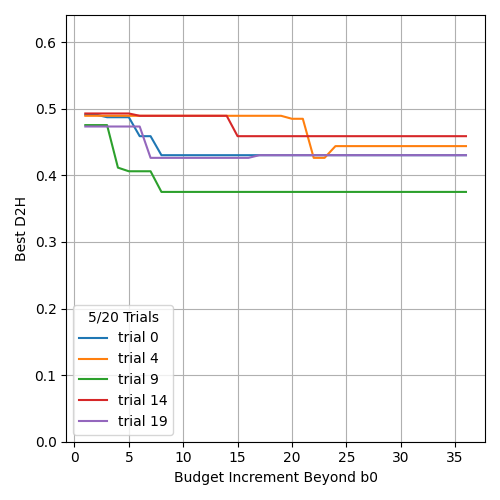 0.6
0.5
0.4
0.3
0.2
0.1
0.0
Best D2H
5/20 Trials
trial 0
trial 4
trial 9
trial 14
trial 19
0 5 10 15 20 25 30 35
Budget Increment Beyond b0